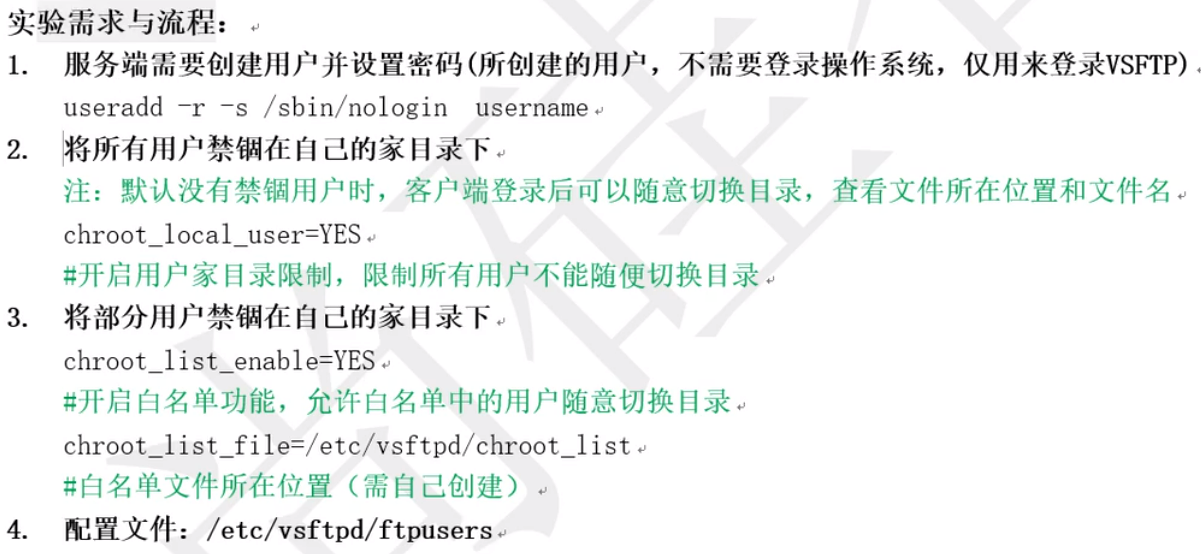 实验需求与流程：
1. 服务端需要创建用户并设置密码(所创建的用户，不需要登录操作系统，仅用来登录VSFTP)
useradd -r -s /sbin/nologin username
2. 将所有用户禁锢在自己的家目录下
注：默认没有禁锢用户时，客户端登录后可以随意切换目录，查看文件所在位置和文件名
chroot_local_user=YES
#开启用户家目录限制，限制所有用户不能随便切换目录
3. 将部分用户禁锢在自己的家目录下
chroot_list_enable=YES
#开启白名单功能，允许白名单中的用户随意切换目录
chroot_list_file=/etc/vsftpd/chroot_list
#白名单文件所在位置（需自己创建）
4. 配置文件：/etc/vsftpd/ftpusers